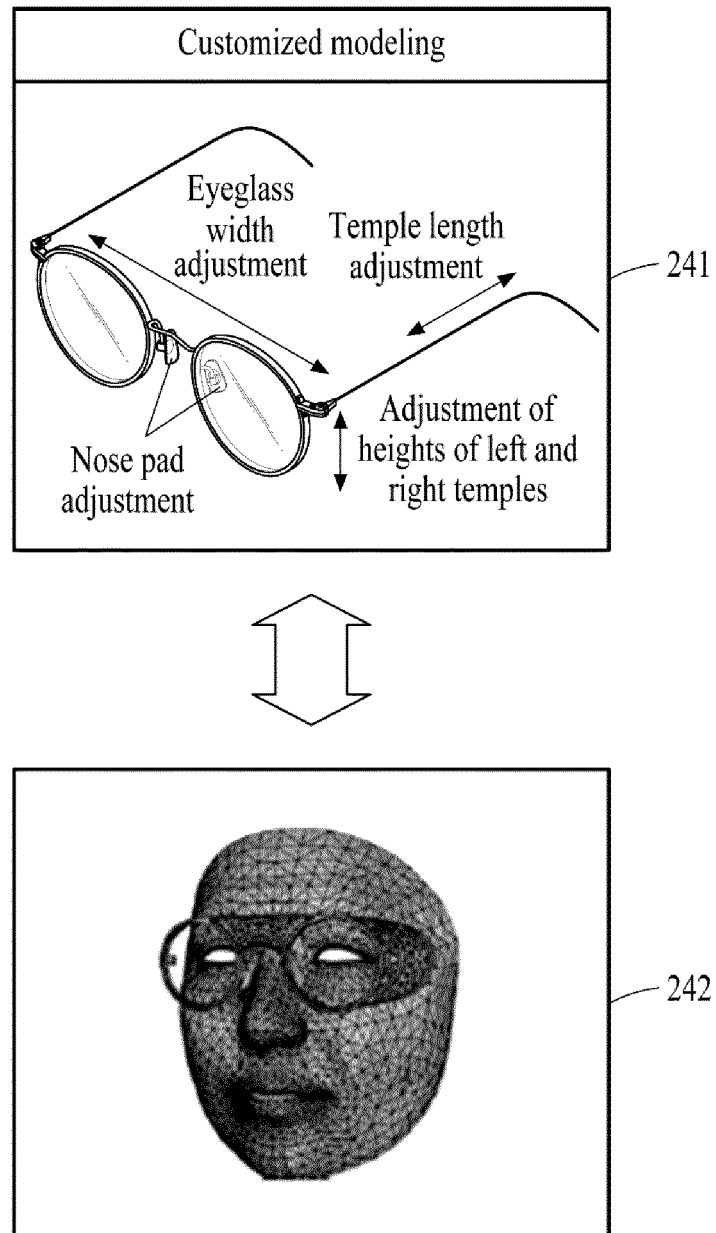 Customized modeling
Eyeglass
width
adjustment
Temple length
adjustment
241
Nose pad
adjustment
Adjustment of
heights of left and
right temples
242